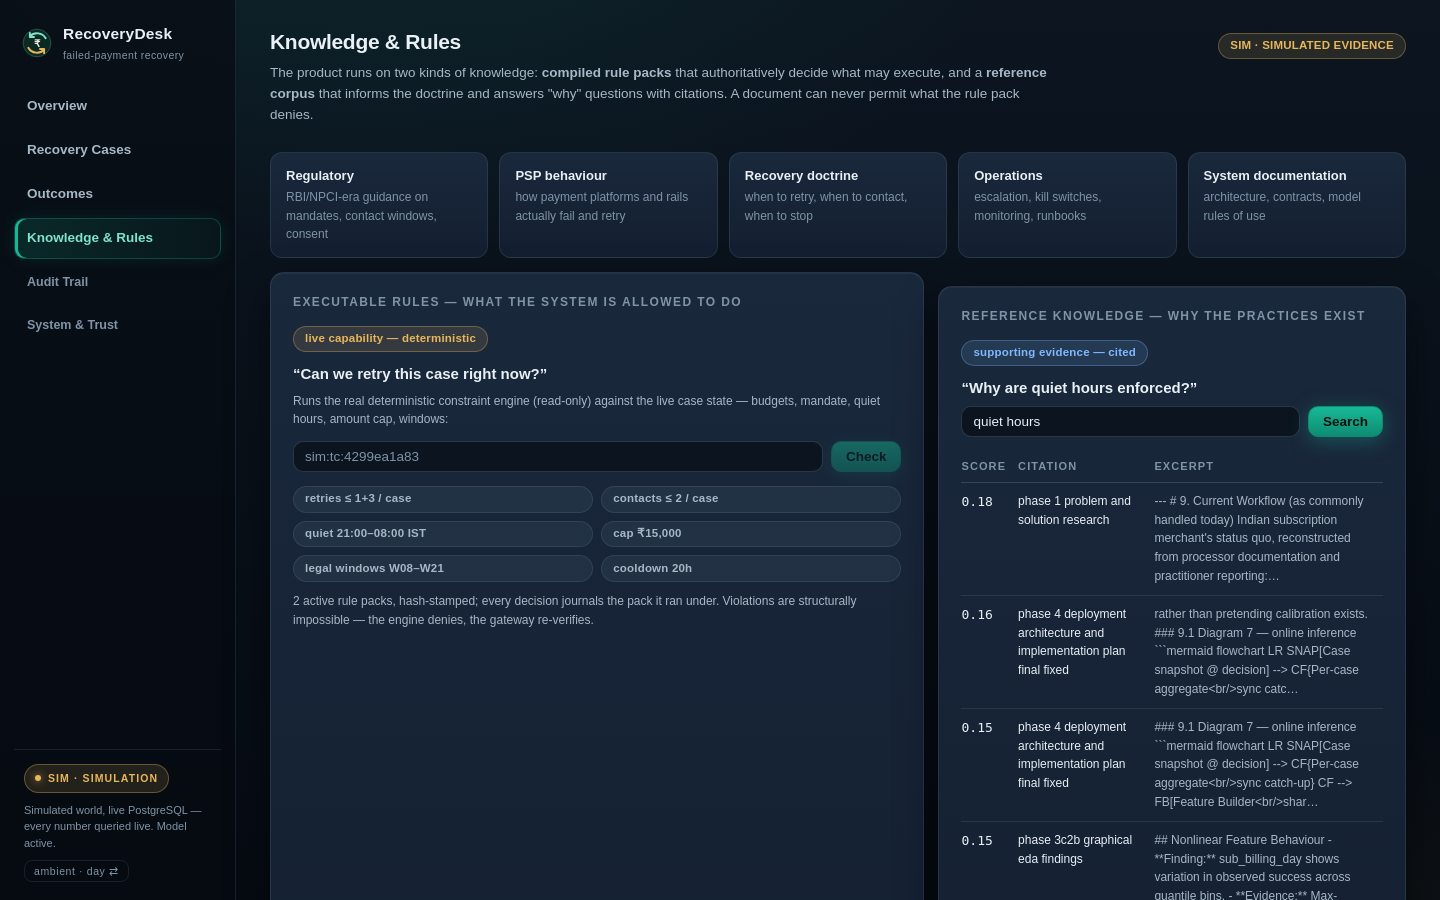 RecoveryDesk
failed-payment recovery
Overview
Recovery Cases
Outcomes
Knowledge & Rules
Audit Trail
System & Trust
SIM · SIMULATION
Simulated world, live PostgreSQL —
every number queried live. Model
active.
ambient · day ⇄
Knowledge & Rules
SIM · SIMULATED EVIDENCE
The product runs on two kinds of knowledge: compiled rule packs that authoritatively decide what may execute, and a reference
corpus that informs the doctrine and answers "why" questions with citations. A document can never permit what the rule pack
denies.
Regulatory
RBI/NPCI-era guidance on
mandates, contact windows,
consent
PSP behaviour
how payment platforms and rails
actually fail and retry
Recovery doctrine
when to retry, when to contact,
when to stop
Operations
escalation, kill switches,
monitoring, runbooks
System documentation
architecture, contracts, model
rules of use
EXECUTABLE RULES — WHAT THE SYSTEM IS ALLOWED TO DO
live capability — deterministic
“Can we retry this case right now?”
Runs the real deterministic constraint engine (read-only) against the live case state — budgets, mandate, quiet
hours, amount cap, windows:
sim:tc:4299ea1a83
Check
retries ≤ 1+3 / case
contacts ≤ 2 / case
quiet 21:00–08:00 IST
cap ₹15,000
legal windows W08–W21
cooldown 20h
2 active rule packs, hash-stamped; every decision journals the pack it ran under. Violations are structurally
impossible — the engine denies, the gateway re-verifies.
REFERENCE KNOWLEDGE — WHY THE PRACTICES EXIST
supporting evidence — cited
“Why are quiet hours enforced?”
quiet hours
Search
SCORE CITATION EXCERPT
0.18
phase 1 problem and
solution research
--- # 9. Current Workflow (as commonly
handled today) Indian subscription
merchant's status quo, reconstructed
from processor documentation and
practitioner reporting:…
0.16
phase 4 deployment
architecture and
implementation plan
final fixed
rather than pretending calibration exists.
### 9.1 Diagram 7 — online inference
```mermaid flowchart LR SNAP[Case
snapshot @ decision] --> CF{Per-case
aggregate<br/>sync catc…
0.15
phase 4 deployment
architecture and
implementation plan
final fixed
### 9.1 Diagram 7 — online inference
```mermaid flowchart LR SNAP[Case
snapshot @ decision] --> CF{Per-case
aggregate<br/>sync catch-up} CF -->
FB[Feature Builder<br/>shar…
0.15
phase 3c2b graphical
eda findings
## Nonlinear Feature Behaviour -
**Finding:** sub_billing_day shows
variation in observed success across
quantile bins. - **Evidence:** Max-